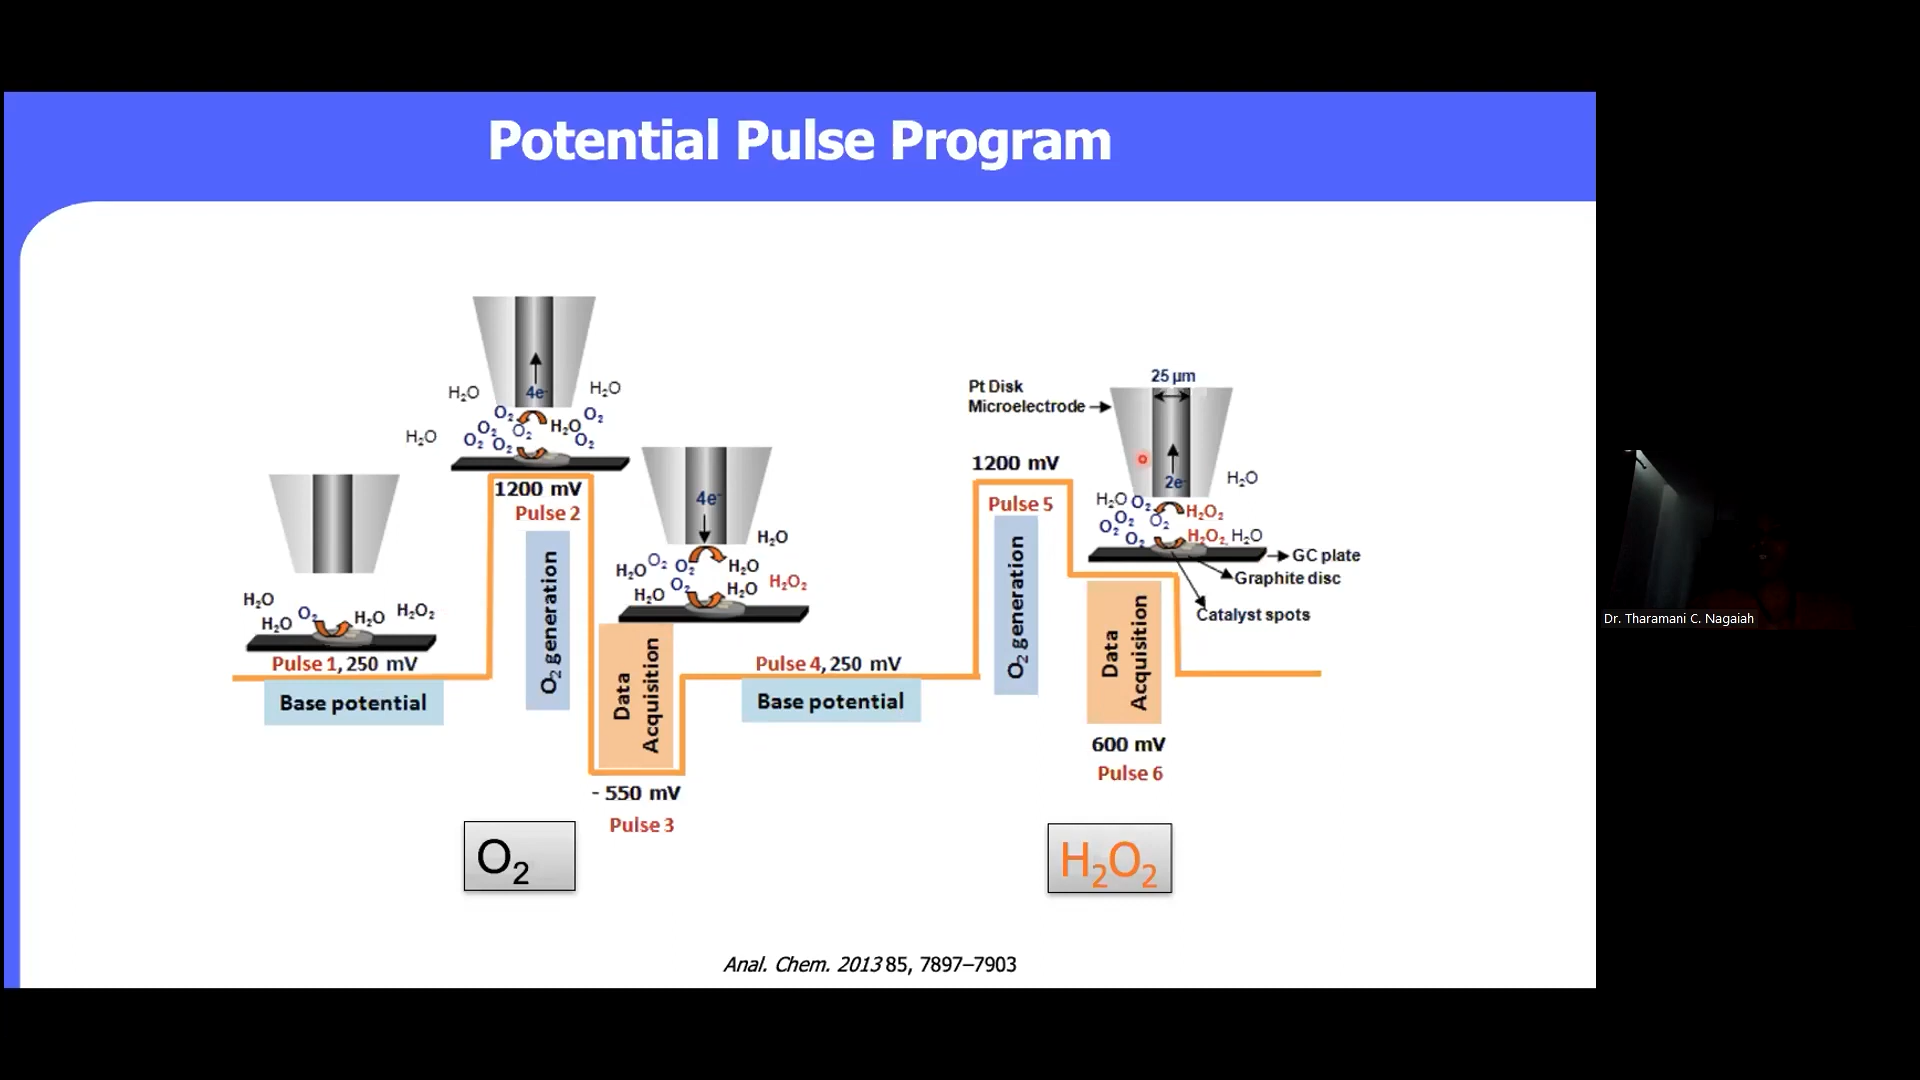 Potential Pulse Program
H₂O
H₂O
O₂
H₂O
H₂O₂
Pulse 1, 250 mV
Base potential
4e⁻
H₂O
H₂O
H₂O
O₂
O₂
O₂
H₂O
O₂
O₂
O₂
O₂
1200 mV
Pulse 2
O₂ generation
4e⁻
H₂O
H₂O
O₂
O₂
H₂O
H₂O
O₂
H₂O
H₂O₂
Data
Acquisition
- 550 mV
Pulse 3
Pulse 4, 250 mV
Base potential
1200 mV
Pulse 5
O₂ generation
Pt Disk
Microelectrode
25 µm
2e⁻
H₂O
H₂O
O₂
O₂
O₂
O₂
O₂
H₂O₂
H₂O₂
H₂O
GC plate
Graphite disc
Catalyst spots
Data
Acquisition
600 mV
Pulse 6
O₂
H₂O₂
Anal. Chem. 2013 85, 7897–7903
Dr. Tharamani C. Nagaiah